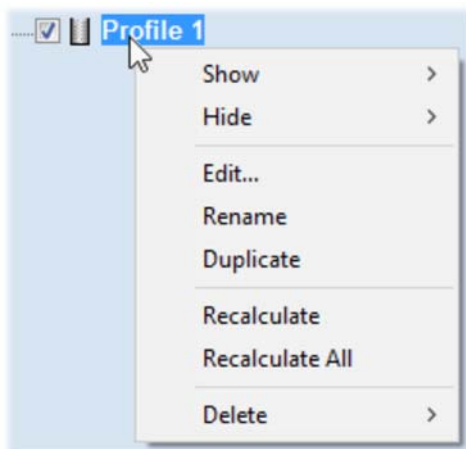 Profile 1
Show
Hide
Edit...
Rename
Duplicate
Recalculate
Recalculate All
Delete